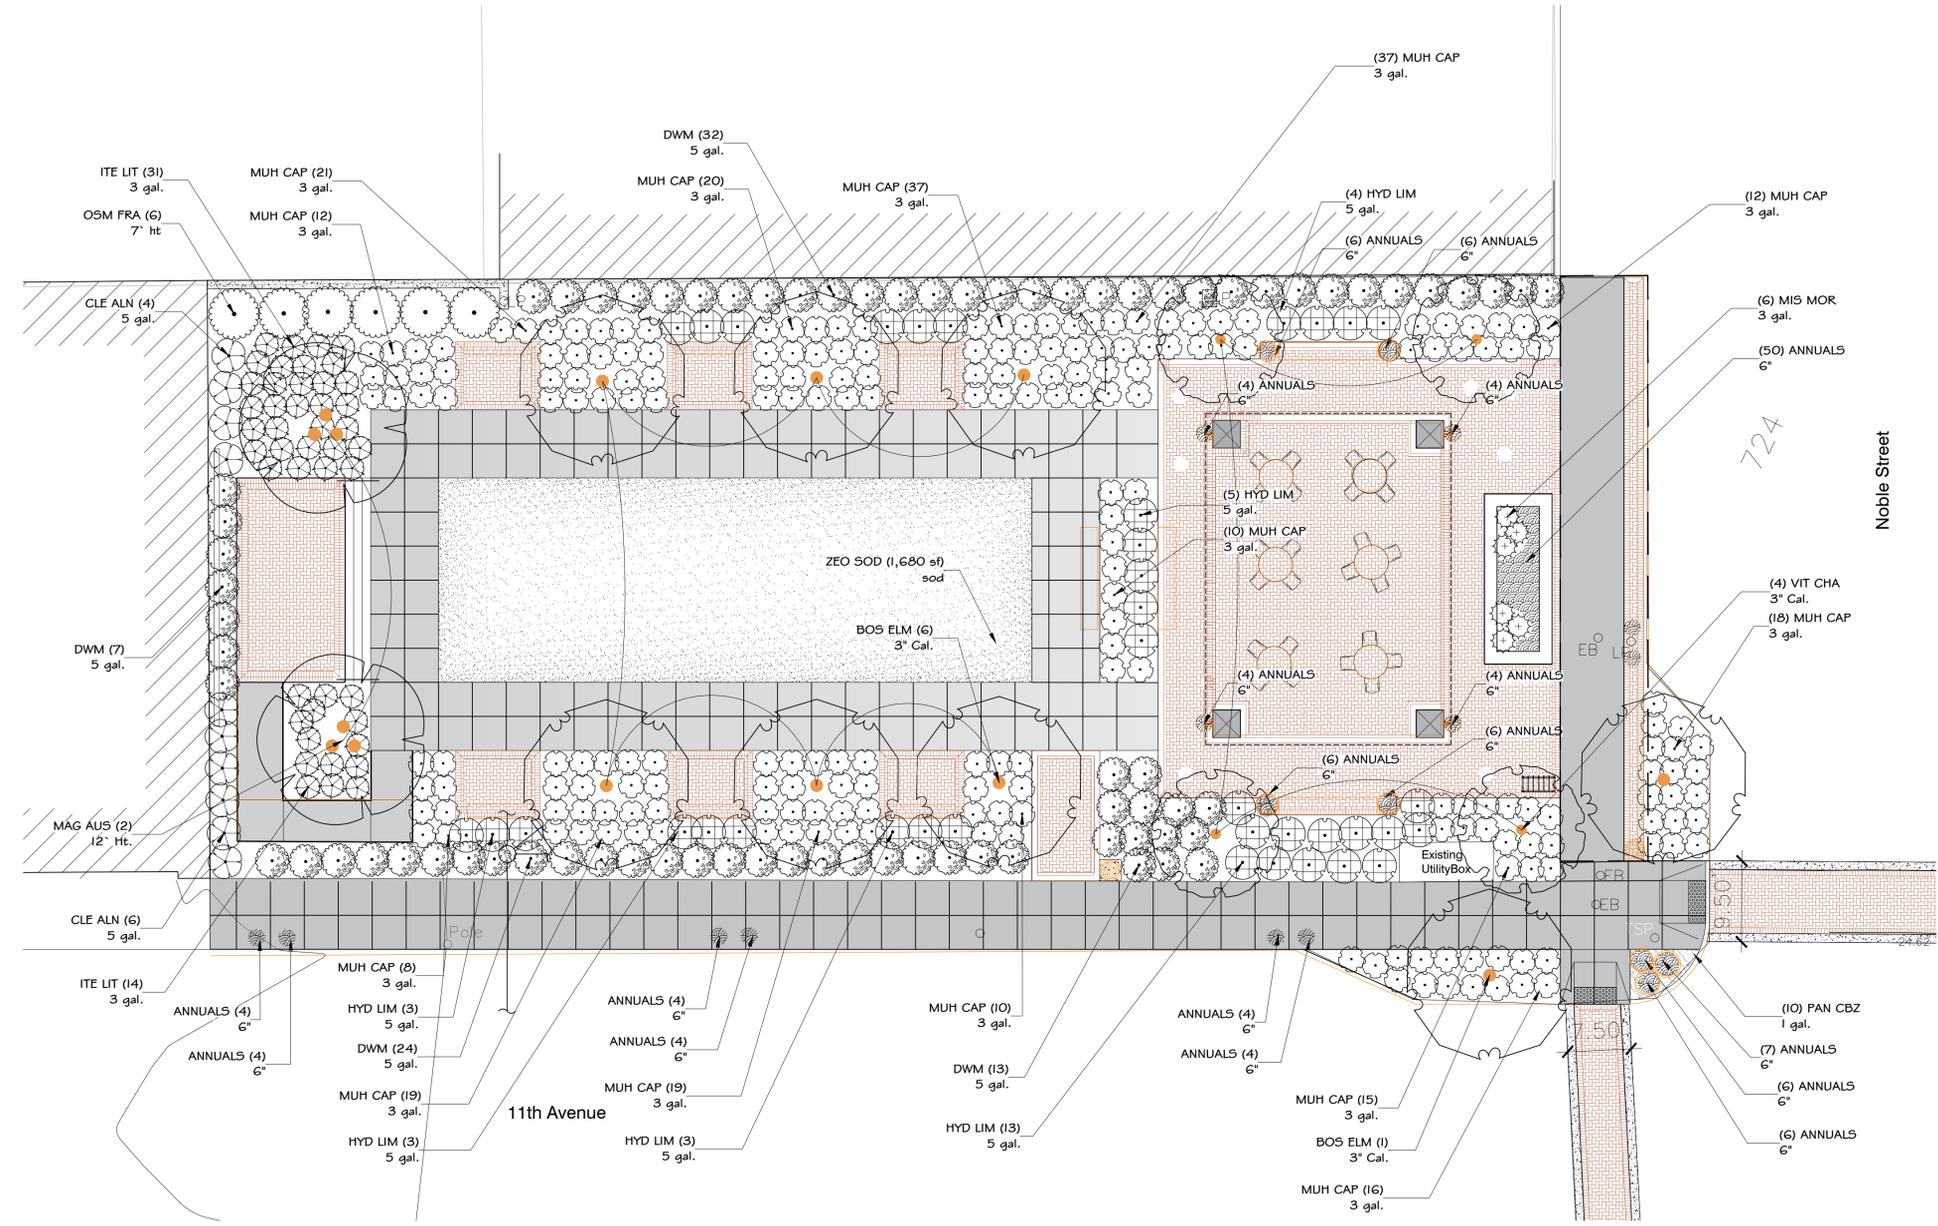 (37) MUH CAP
3 gal.
DWM (32)
5 gal.
ITE LIT (31)
3 gal.
MUH CAP (21)
3 gal.
MUH CAP (20)
3 gal.
MUH CAP (37)
3 gal.
(4) HYD LIM
5 gal.
(12) MUH CAP
3 gal.
OSM FRA (6)
7` ht
MUH CAP (12)
3 gal.
(6) ANNUALS
6"
(6) ANNUALS
6"
CLE ALN (4)
5 gal.
(6) MIS MOR
3 gal.
(50) ANNUALS
6"
(4) ANNUALS
6"
(4) ANNUALS
6"
724
Noble Street
(5) HYD LIM
5 gal.
(10) MUH CAP
3 gal.
ZEO SOD (1,680 sf)
sod
BOS ELM (6)
3" Cal.
(4) VIT CHA
3" Cal.
(18) MUH CAP
3 gal.
EB
DWM (7)
5 gal.
(4) ANNUALS
6"
(4) ANNUALS
6"
(6) ANNUALS
6"
(6) ANNUALS
6"
MAG AUS (2)
12` Ht.
Existing
UtilityBox
EB
EB
TSP
9.50
24.62
CLE ALN (6)
5 gal.
Pole
ITE LIT (14)
3 gal.
ANNUALS (4)
6"
ANNUALS (4)
6"
MUH CAP (8)
3 gal.
HYD LIM (3)
5 gal.
DWM (24)
5 gal.
MUH CAP (19)
3 gal.
HYD LIM (3)
5 gal.
11th Avenue
ANNUALS (4)
6"
ANNUALS (4)
6"
MUH CAP (19)
3 gal.
HYD LIM (3)
5 gal.
MUH CAP (10)
3 gal.
DWM (13)
5 gal.
HYD LIM (13)
5 gal.
ANNUALS (4)
6"
ANNUALS (4)
6"
MUH CAP (15)
3 gal.
BOS ELM (1)
3" Cal.
MUH CAP (16)
3 gal.
7.50
(10) PAN CBZ
1 gal.
(7) ANNUALS
6"
(6) ANNUALS
6"
(6) ANNUALS
6"